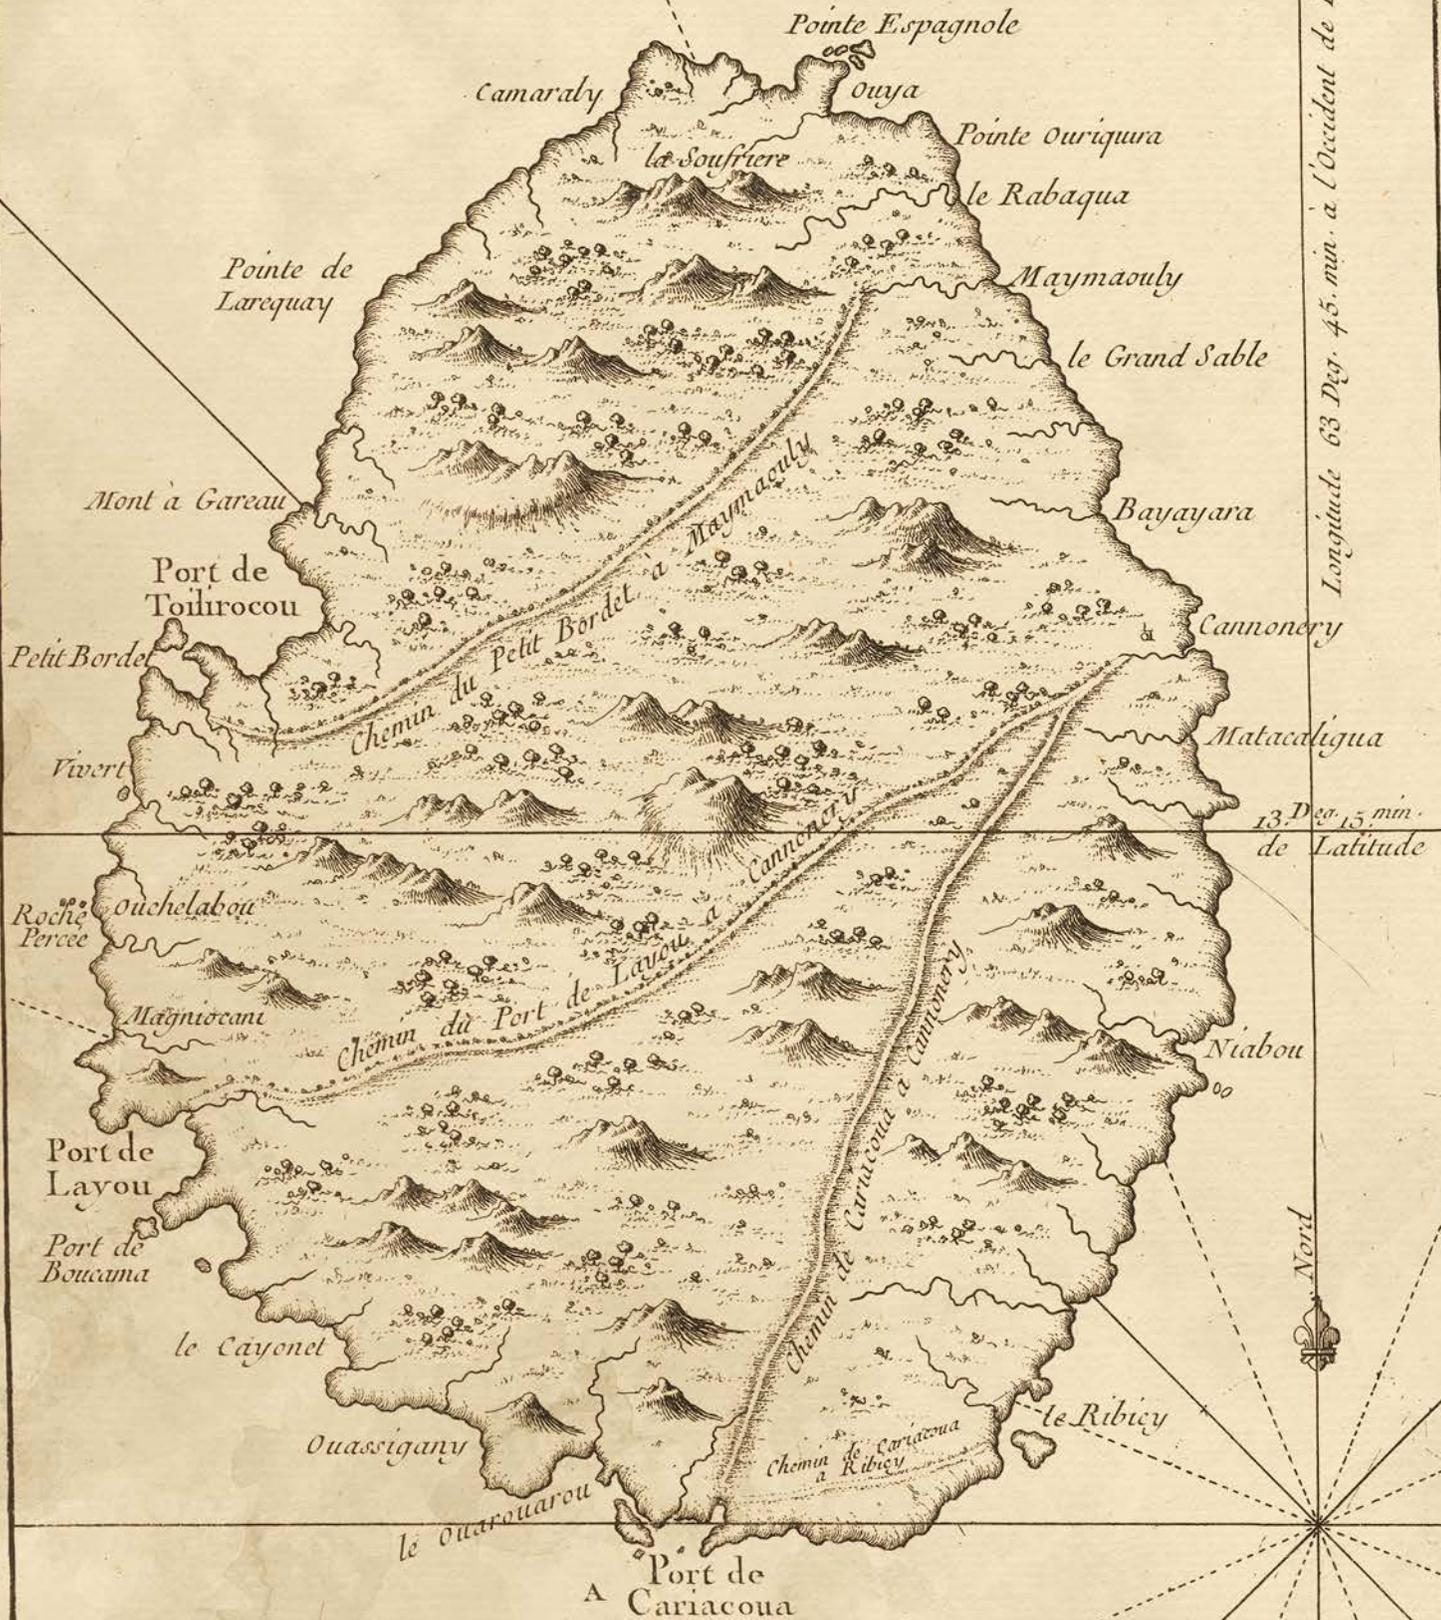 Pointe Espagnole
Camaraly
Ouya
Pointe Ouriquira
la Soufriere
le Rabaqua
Pointe de
Larequay
Maymaouly
le Grand Sable
Mont à Gareau
Bayayara
Port de
Toilirocou
Petit Bordel
Cannonery
Chemin du Petit Bordet à Maymaouly
Matacaligua
Vivert
13. Deg. 15. min.
de Latitude
Longitude 63 Deg. 45. min. à l'Occident de
Roche
Percée
Ouchelabou
Magniocani
Chemin du Port de Layou a Cannonery
Niabou
Port de
Layou
Port de
Boucama
Chemin de Cariacoua a Cannonery
Nord
le Cayonet
le Ribicy
Ouassigany
Chemin de Cariacoua
a Ribicy
le Ouarouarou
Port de
Cariacoua
A